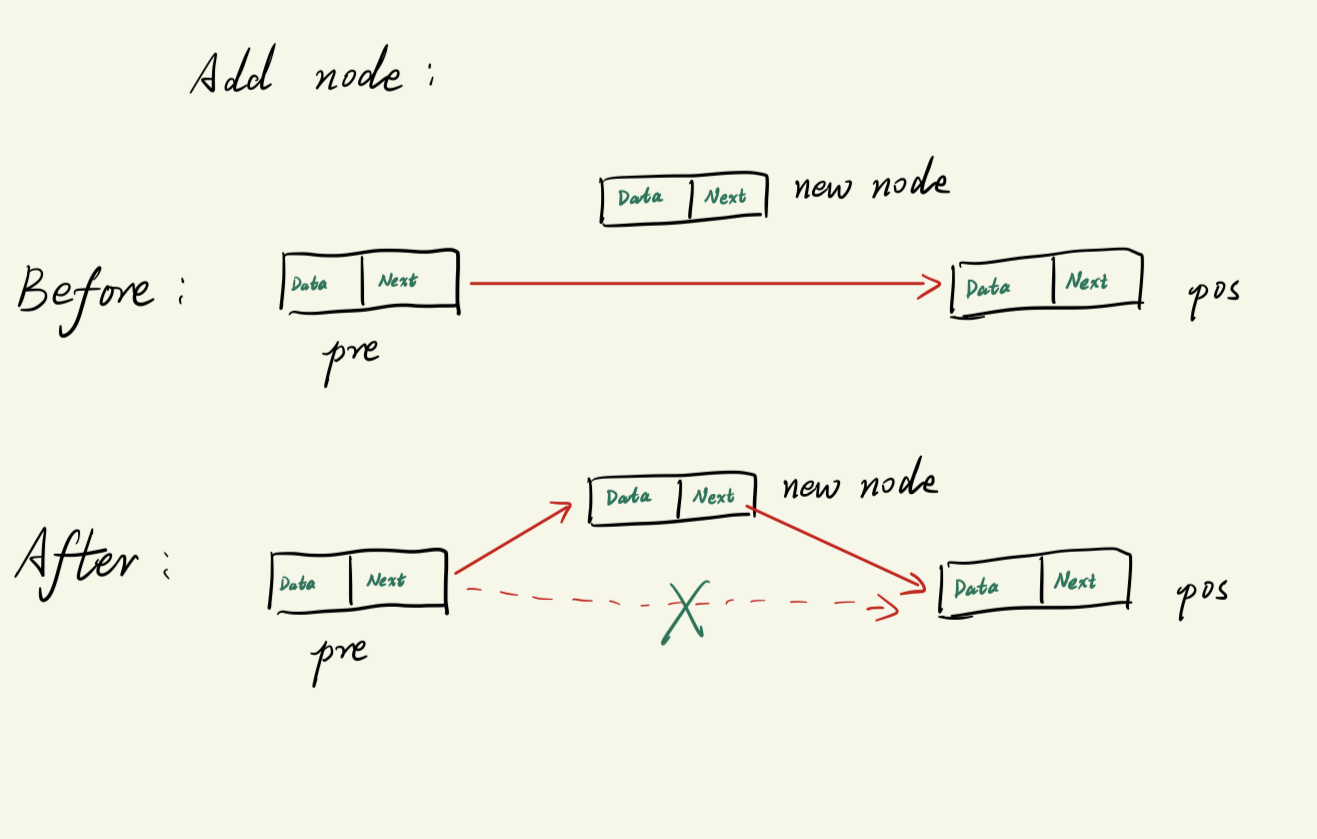 Add node :
Data Next new node
Before : Data Next Data Next pos
pre
Data Next new node
After : Data Next Data Next pos
pre